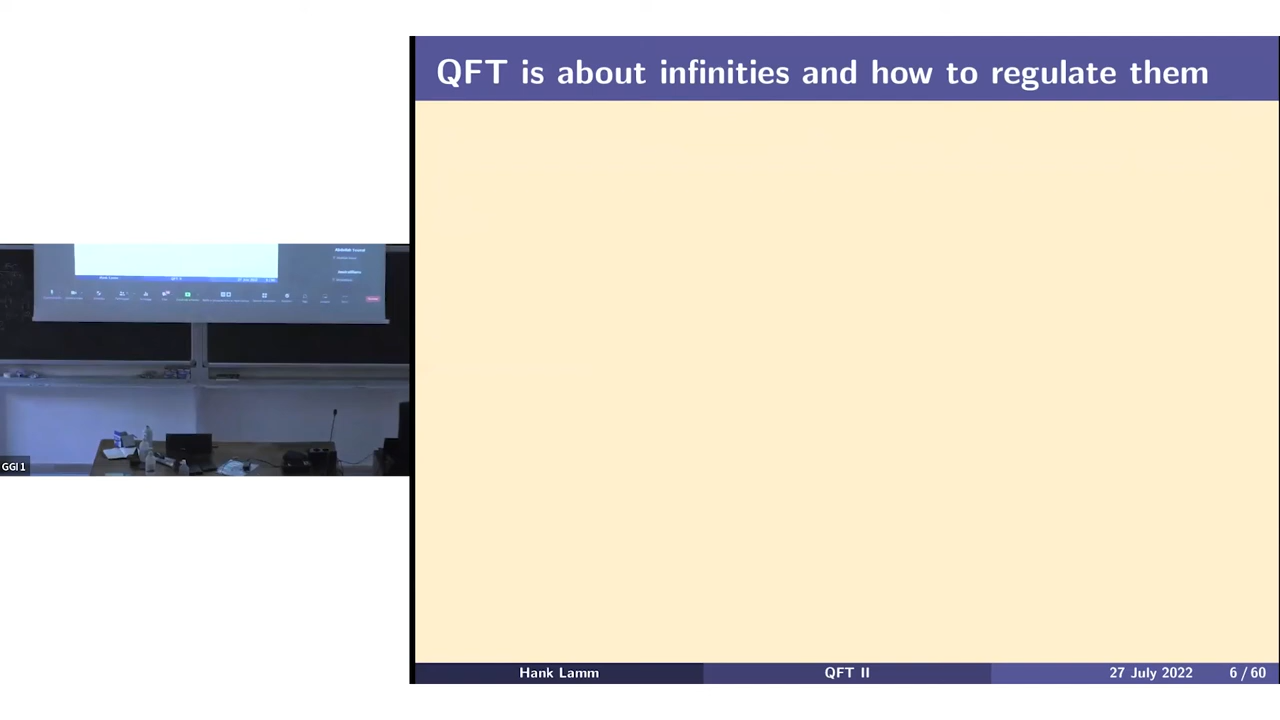 QFT is about infinities and how to regulate them
GGI 1
Hank Lamm
QFT II
27 July 2022
6 / 60